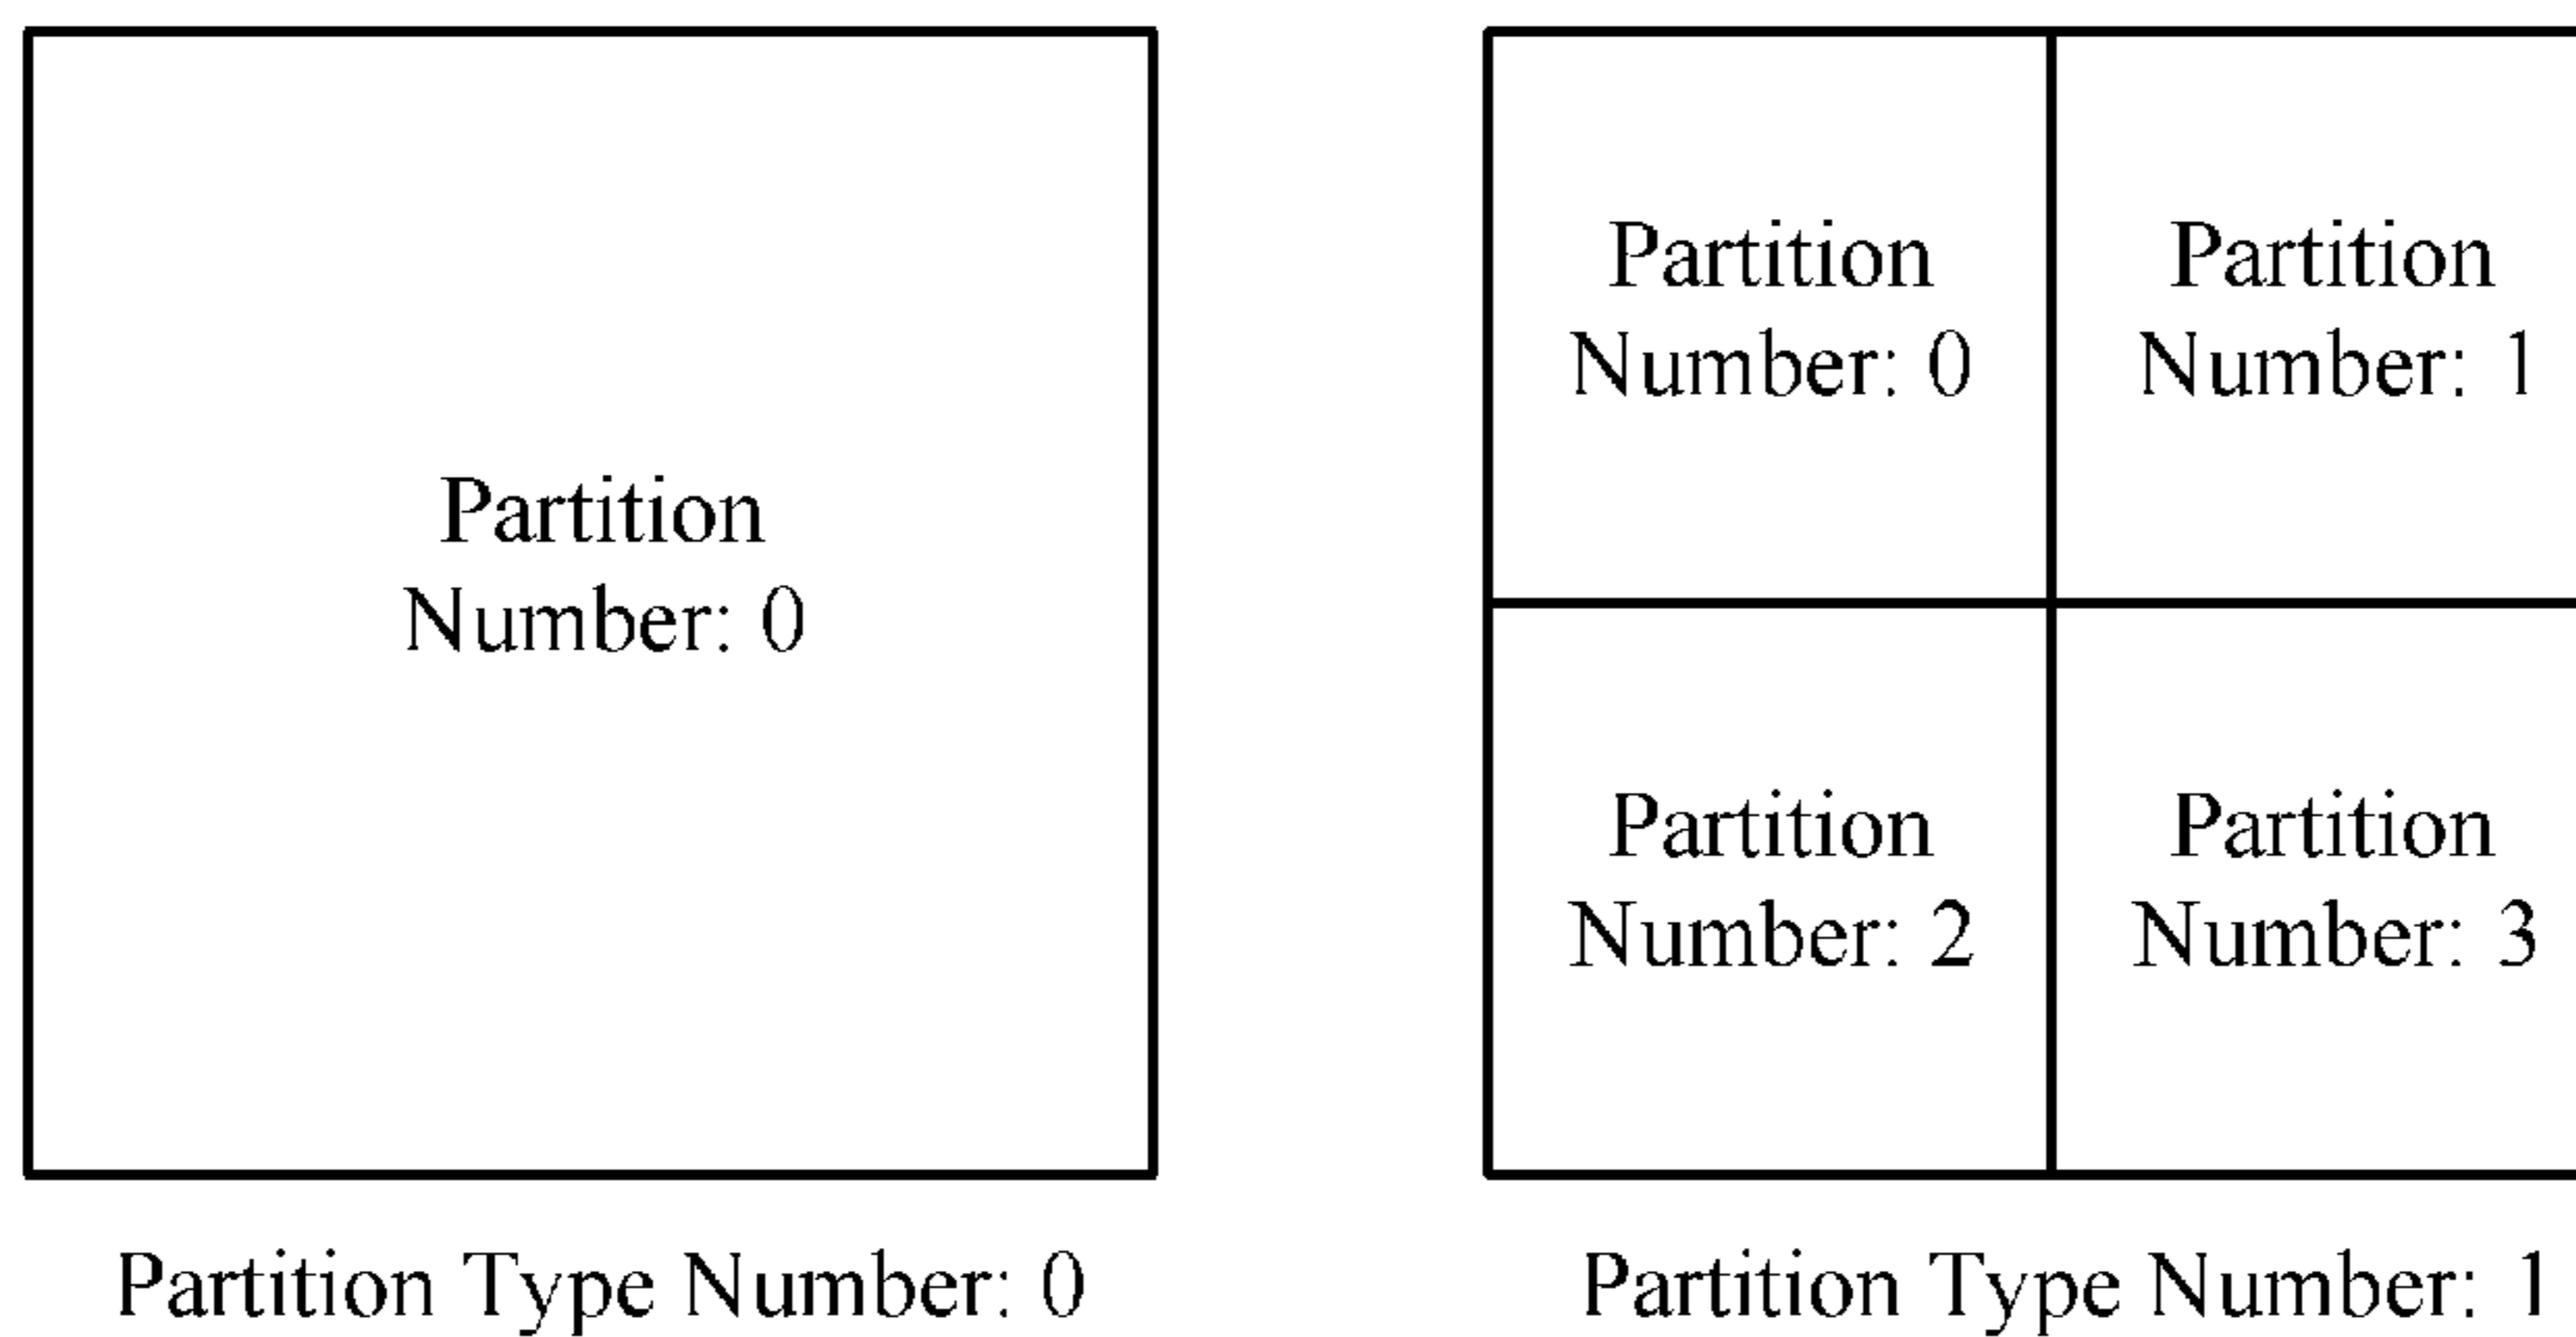 Partition
Number: 0
Partition Type Number: 0
Partition
Number: 0
Partition
Number: 1
Partition
Number: 2
Partition
Number: 3
Partition Type Number: 1